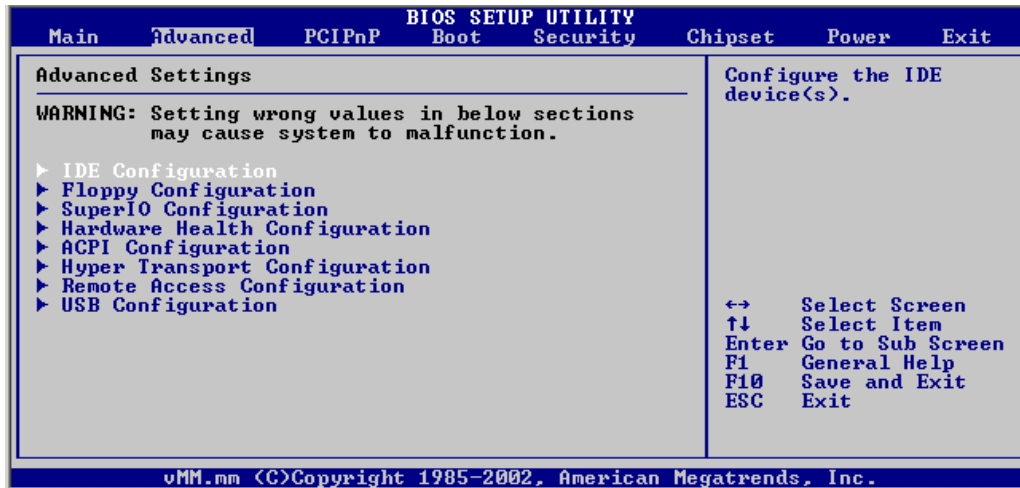 BIOS SETUP UTILITY
Main Advanced PCIPnP Boot Security Chipset Power Exit
Advanced Settings
WARNING: Setting wrong values in below sections
may cause system to malfunction.
► IDE Configuration
► Floppy Configuration
► SuperIO Configuration
► Hardware Health Configuration
► ACPI Configuration
► Hyper Transport Configuration
► Remote Access Configuration
► USB Configuration
Configure the IDE
device(s).
←→ Select Screen
↑↓ Select Item
Enter Go to Sub Screen
F1 General Help
F10 Save and Exit
ESC Exit
vMM.mm (C)Copyright 1985-2002, American Megatrends, Inc.